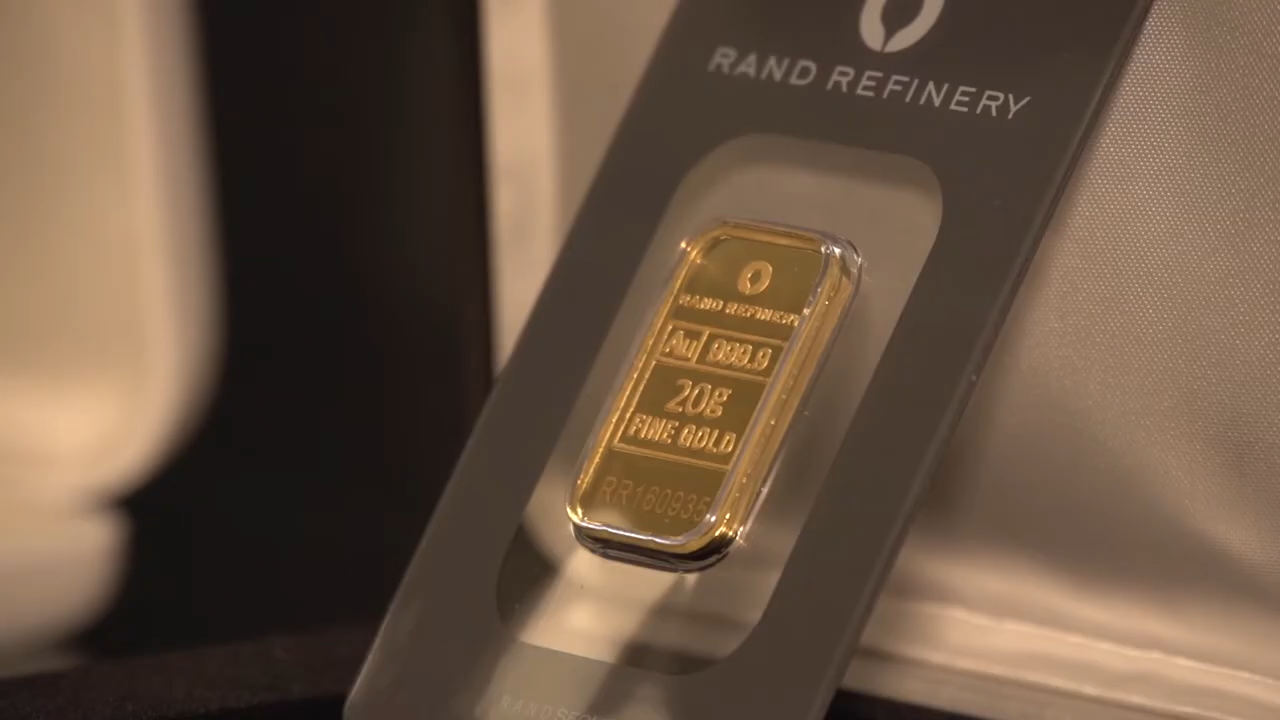 RAND REFINERY
RAND REFINERY
Au 999.9
20g
FINE GOLD
RR160935